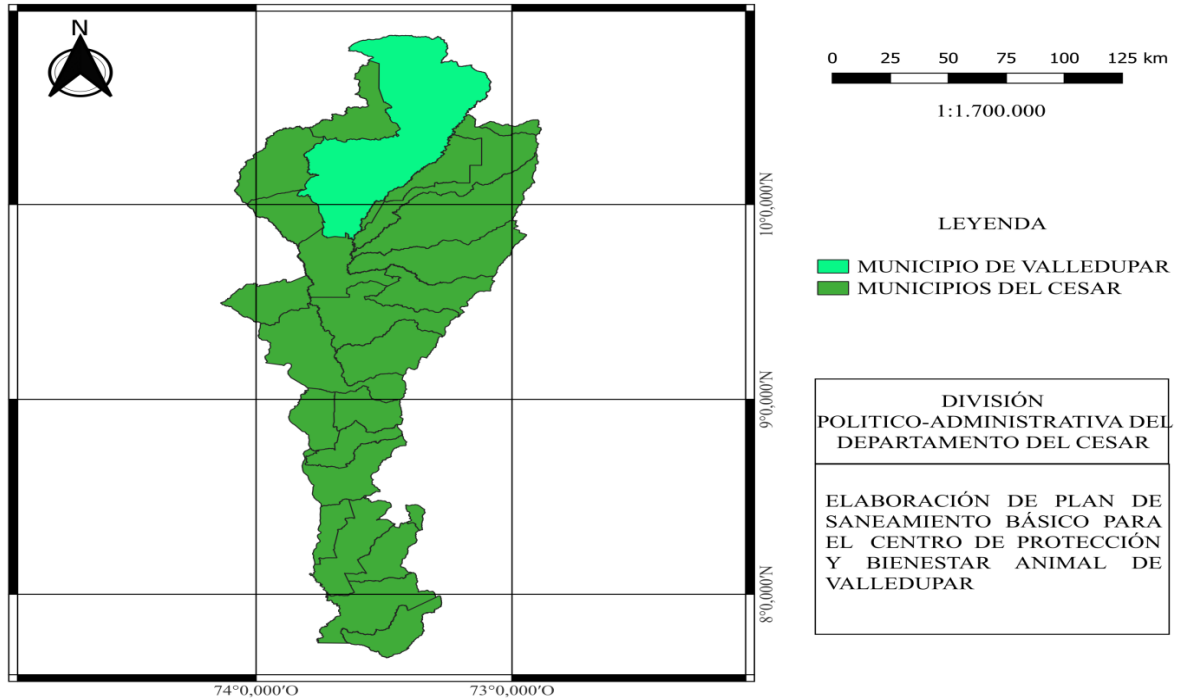 N
0 25 50 75 100 125 km
1:1.700.000
10°0,000'N
LEYENDA
MUNICIPIO DE VALLEDUPAR
MUNICIPIOS DEL CESAR
9°0,000'N
DIVISIÓN
POLITICO-ADMINISTRATIVA DEL
DEPARTAMENTO DEL CESAR
ELABORACIÓN DE PLAN DE
SANEAMIENTO BÁSICO PARA
EL CENTRO DE PROTECCIÓN
Y BIENESTAR ANIMAL DE
VALLEDUPAR
8°0,000'N
74°0,000'O 73°0,000'O